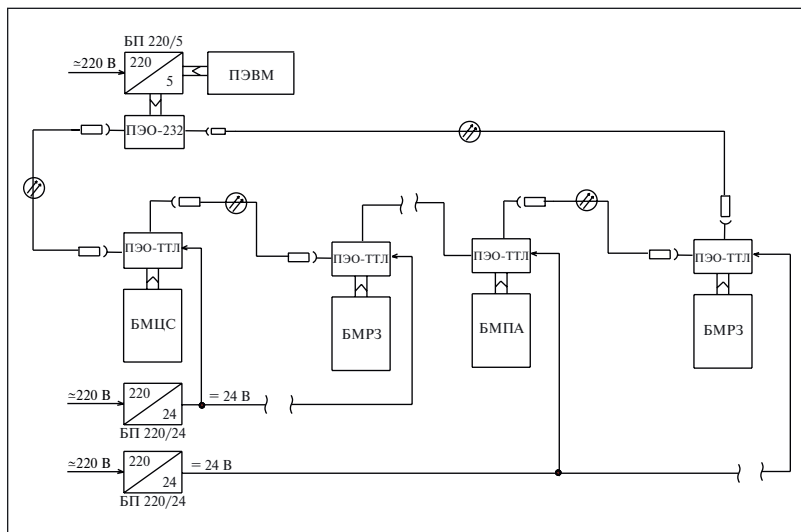 БП 220/5
≃220 В
220
5
ПЭВМ
ПЭО-232
ПЭО-ТТЛ
ПЭО-ТТЛ
ПЭО-ТТЛ
ПЭО-ТТЛ
БМЦС
БМРЗ
БМПА
БМРЗ
≃220 В
220
24
= 24 В
БП 220/24
≃220 В
220
24
= 24 В
БП 220/24